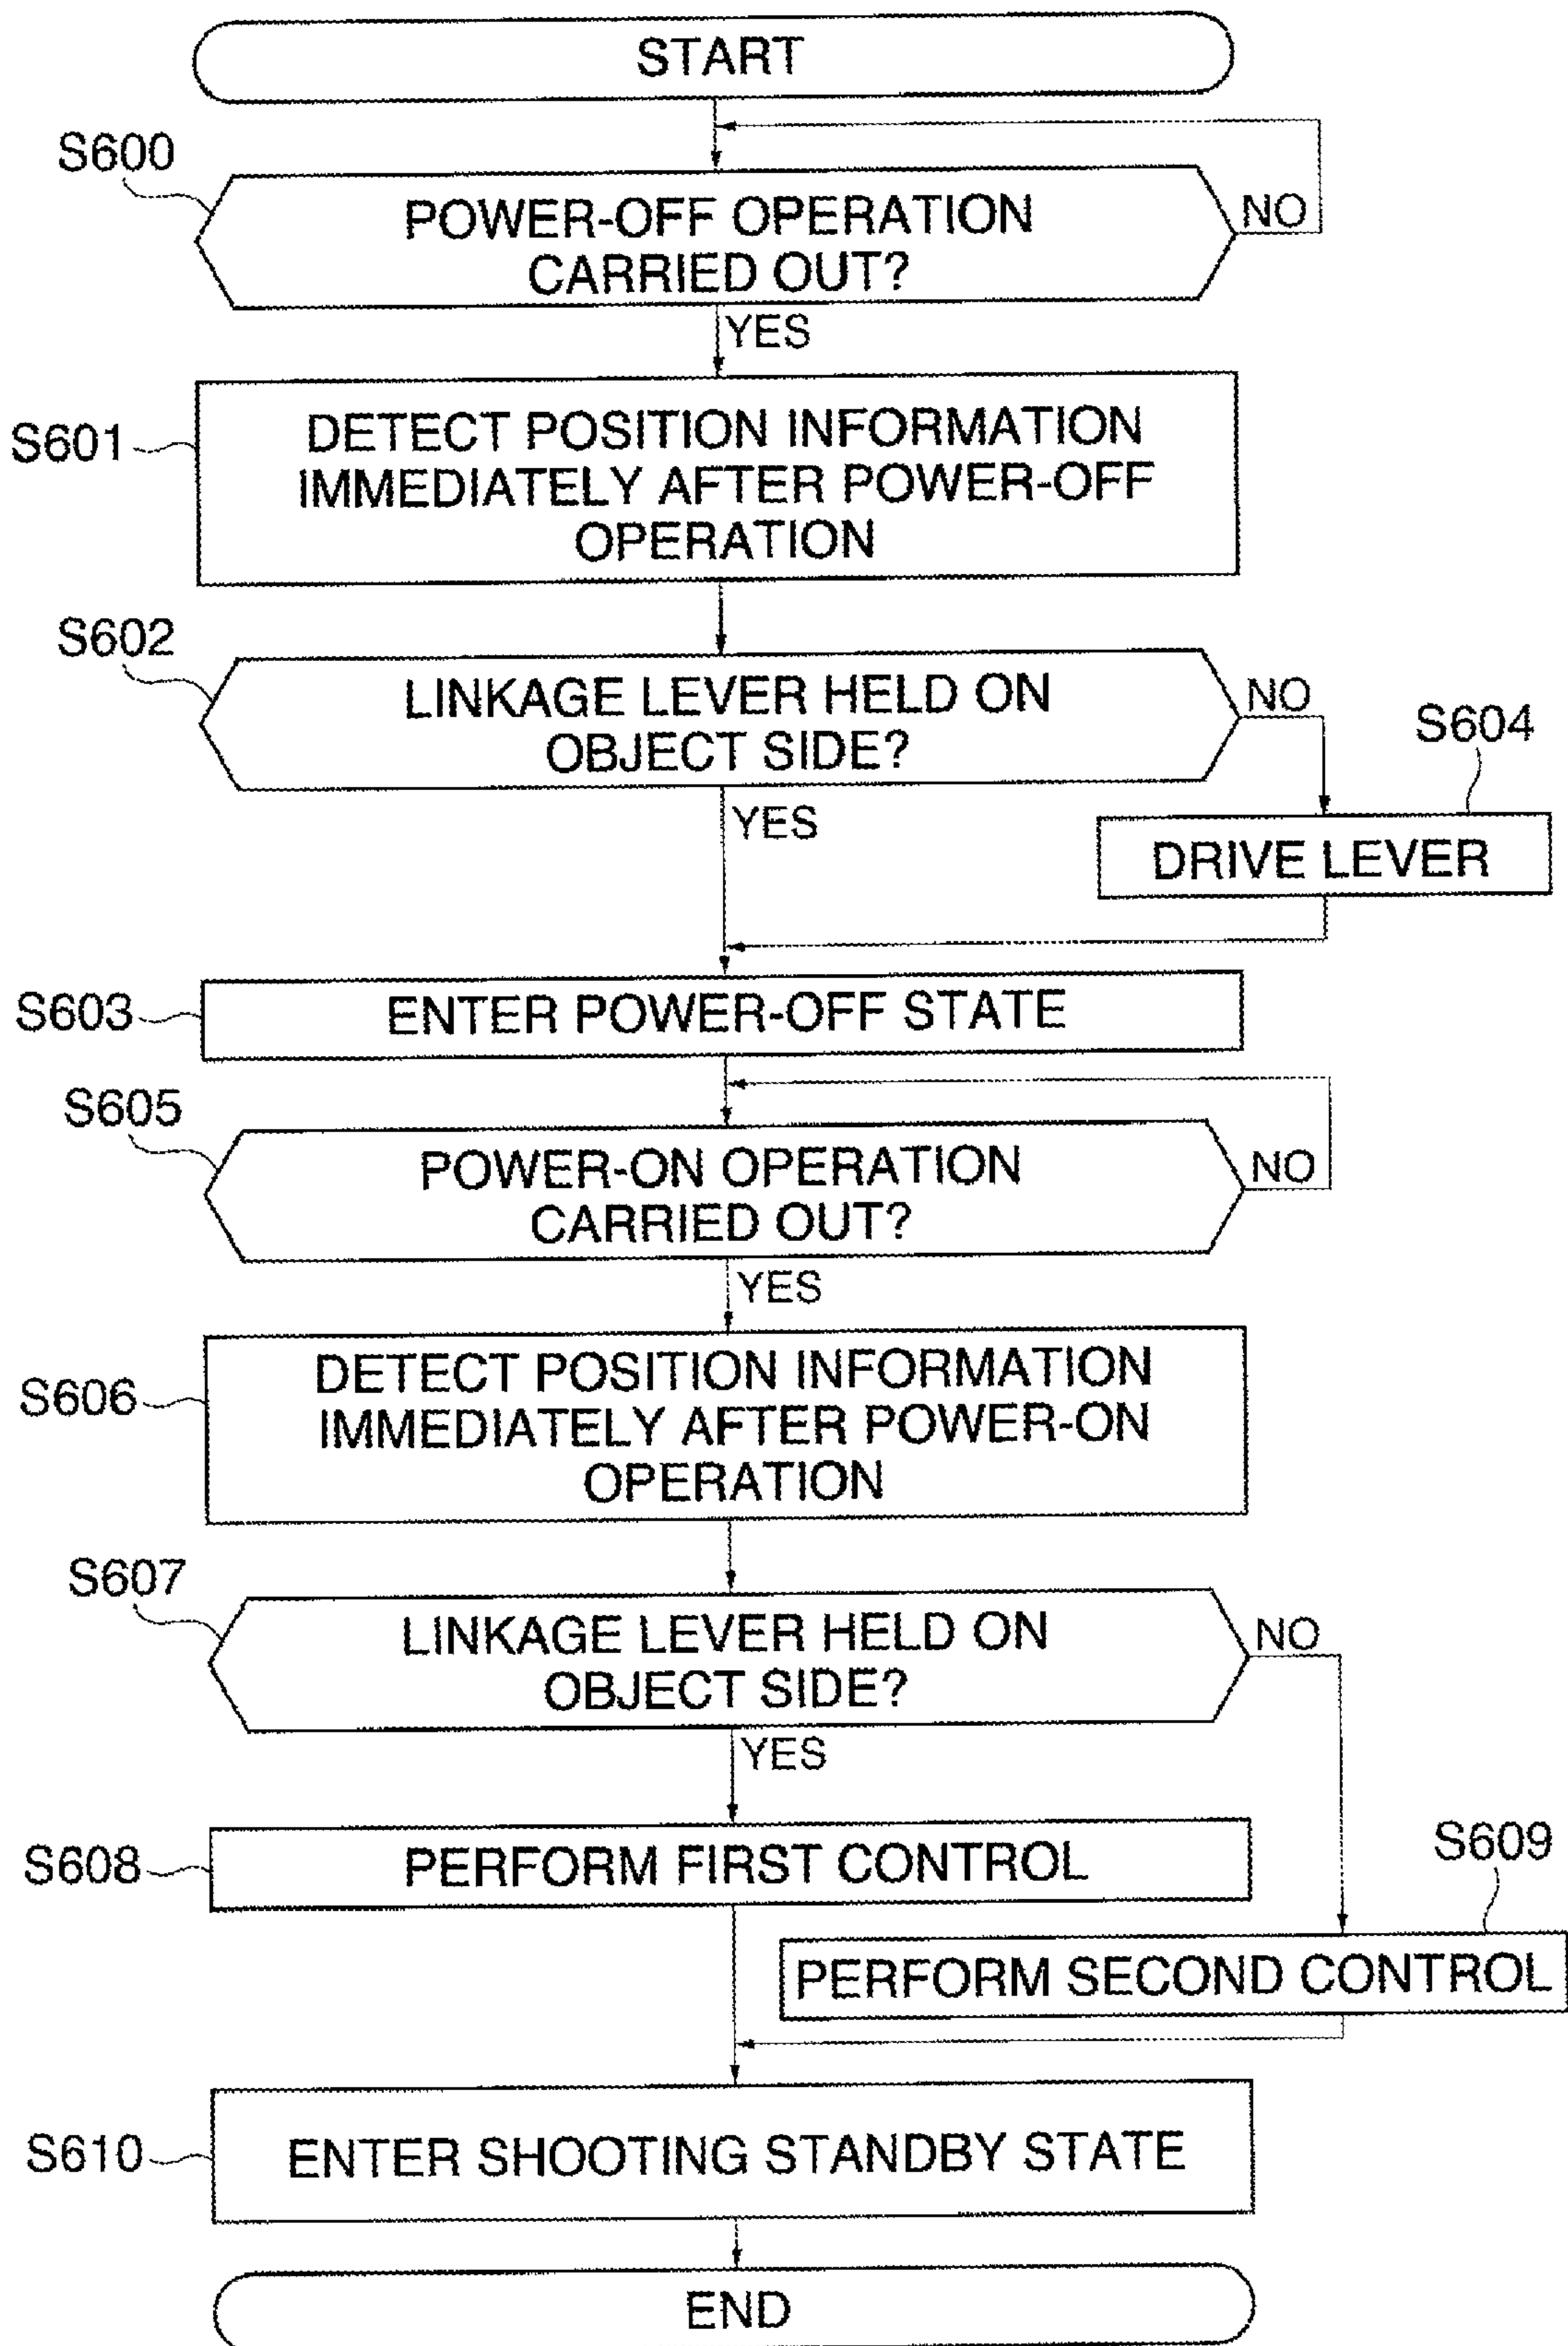 START
S600
POWER-OFF OPERATION
CARRIED OUT?
NO
YES
S601
DETECT POSITION INFORMATION
IMMEDIATELY AFTER POWER-OFF
OPERATION
S602
LINKAGE LEVER HELD ON
OBJECT SIDE?
NO
YES
S604
DRIVE LEVER
S603
ENTER POWER-OFF STATE
S605
POWER-ON OPERATION
CARRIED OUT?
NO
YES
S606
DETECT POSITION INFORMATION
IMMEDIATELY AFTER POWER-ON
OPERATION
S607
LINKAGE LEVER HELD ON
OBJECT SIDE?
NO
YES
S608
PERFORM FIRST CONTROL
S609
PERFORM SECOND CONTROL
S610
ENTER SHOOTING STANDBY STATE
END